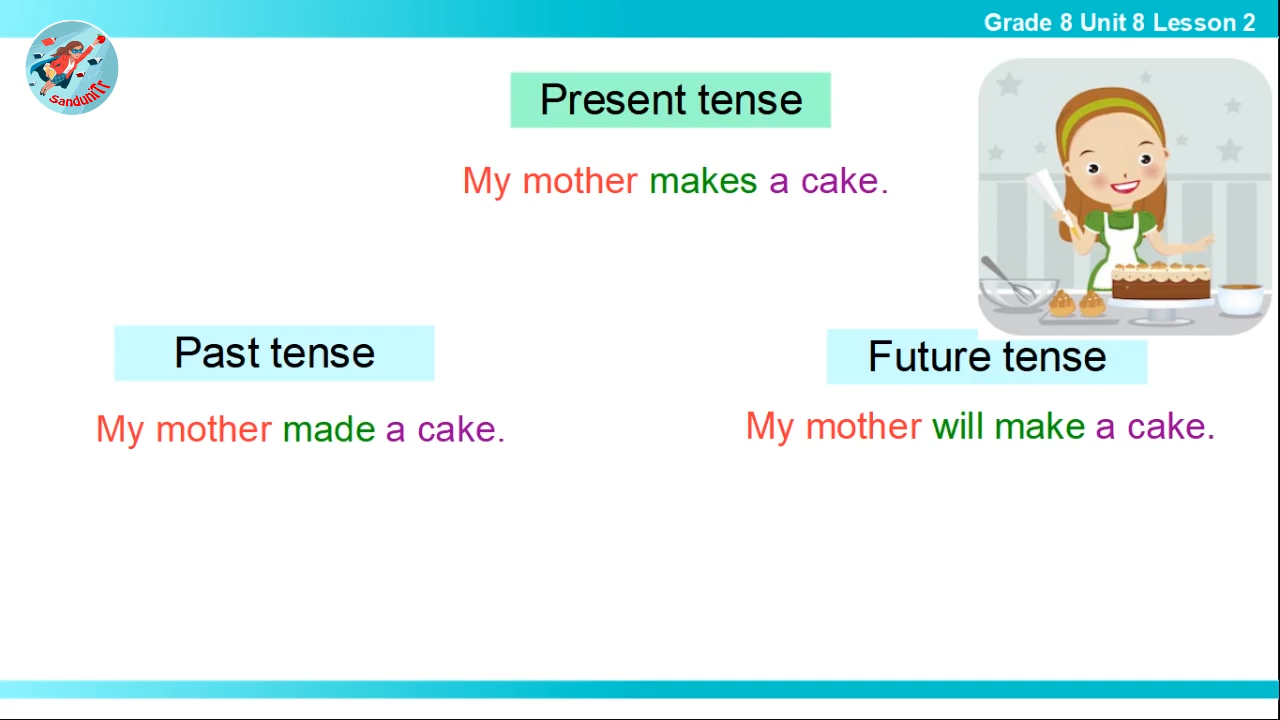 Grade 8 Unit 8 Lesson 2
SanduniTr
Present tense
My mother makes a cake.
Past tense
Future tense
My mother made a cake.
My mother will make a cake.